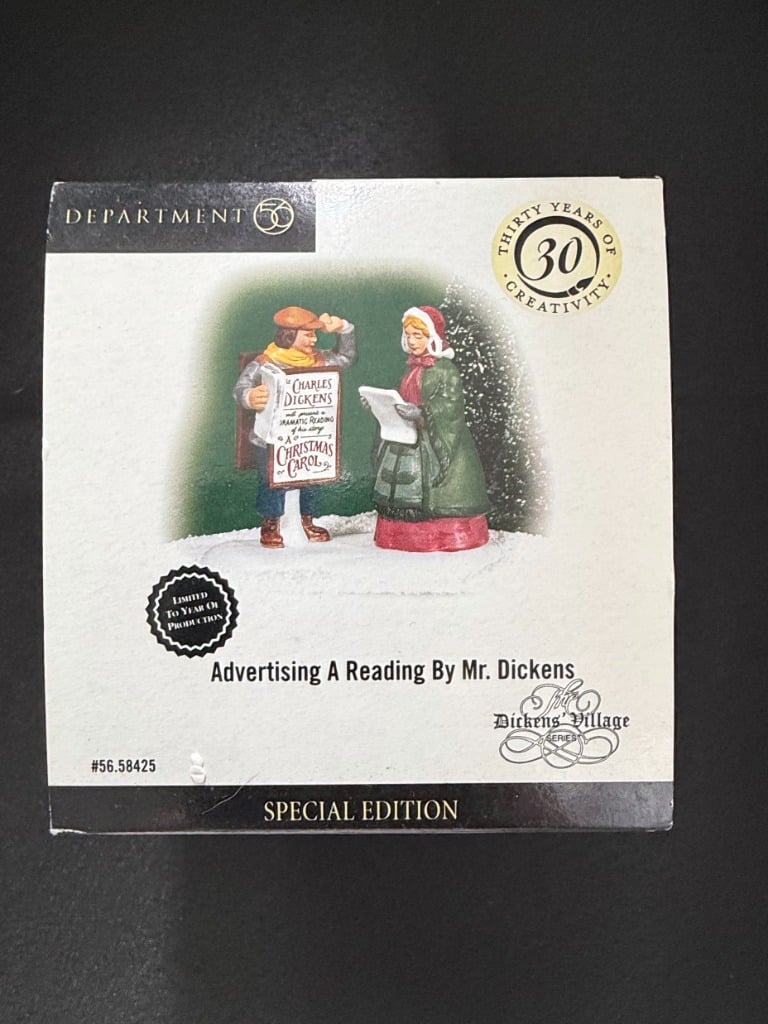 DEPARTMENT 56
THIRTY YEARS OF
30
CREATIVITY
CHARLES
DICKENS
will present a
DRAMATIC READING
of his story
A
CHRISTMAS
CAROL
LIMITED
TO YEAR OF
PRODUCTION
Advertising A Reading By Mr. Dickens
The
Dickens' Village
SERIES
#56.58425
SPECIAL EDITION